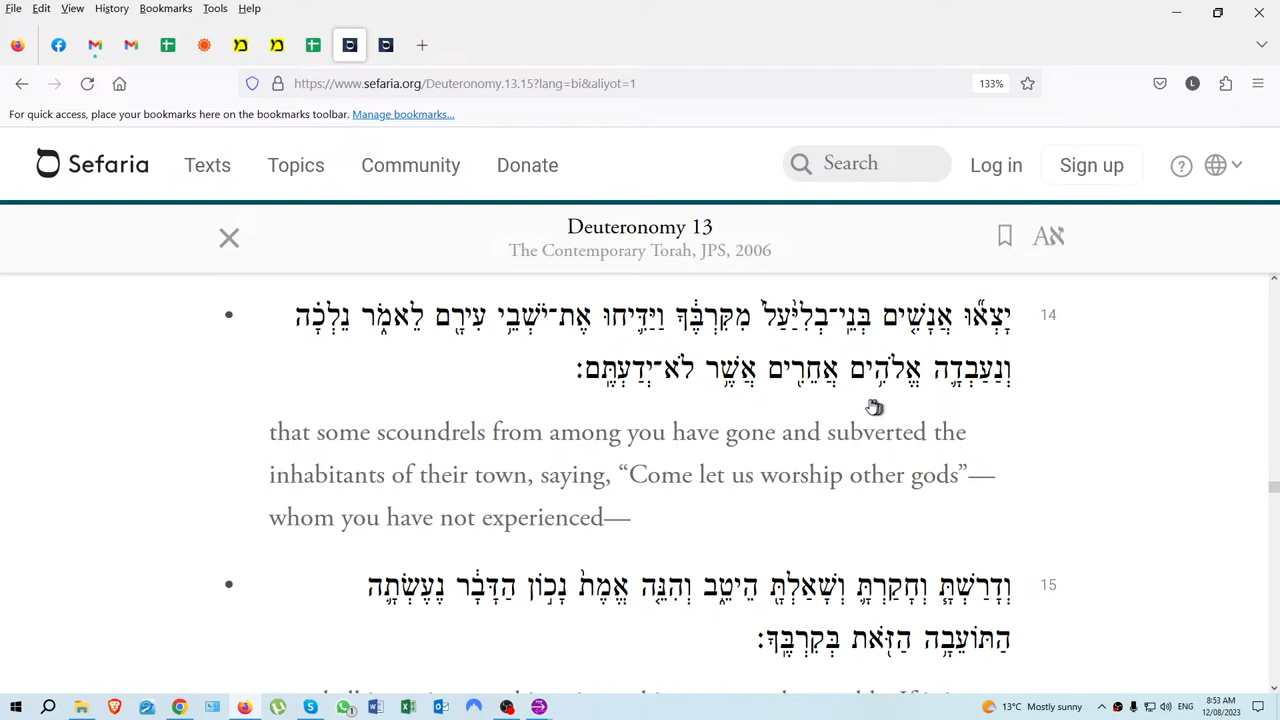 File Edit View History Bookmarks Tools Help
https://www.sefaria.org/Deuteronomy.13.15?lang=bi&aliyot=1 133%
For quick access, place your bookmarks here on the bookmarks toolbar. Manage bookmarks...
Sefaria Texts Topics Community Donate Search Log in Sign up
Deuteronomy 13
The Contemporary Torah, JPS, 2006
יָצְא֞וּ אֲנָשִׁ֤ים בְּנֵֽי־בְלִיַּ֙עַל֙ מִקִּרְבֶּ֔ךָ וַיַּדִּ֛יחוּ אֶת־יֹשְׁבֵ֥י עִירָ֖ם לֵאמֹ֑ר נֵלְכָ֗ה 14
וְנַעַבְדָ֛ה אֱלֹהִ֥ים אֲחֵרִ֖ים אֲשֶׁ֥ר לֹא־יְדַעְתֶּֽם׃
that some scoundrels from among you have gone and subverted the
inhabitants of their town, saying, “Come let us worship other gods”—
whom you have not experienced—
וְדָרַשְׁתָּ֧ וְחָקַרְתָּ֛ וְשָׁאַלְתָּ֖ הֵיטֵ֑ב וְהִנֵּ֤ה אֱמֶת֙ נָכ֣וֹן הַדָּבָ֔ר נֶעֶשְׂתָ֛ה 15
הַתּוֹעֵבָ֥ה הַזֹּ֖את בְּקִרְבֶּֽךָ׃
13°C Mostly sunny ENG 8:53 AM
12/08/2023